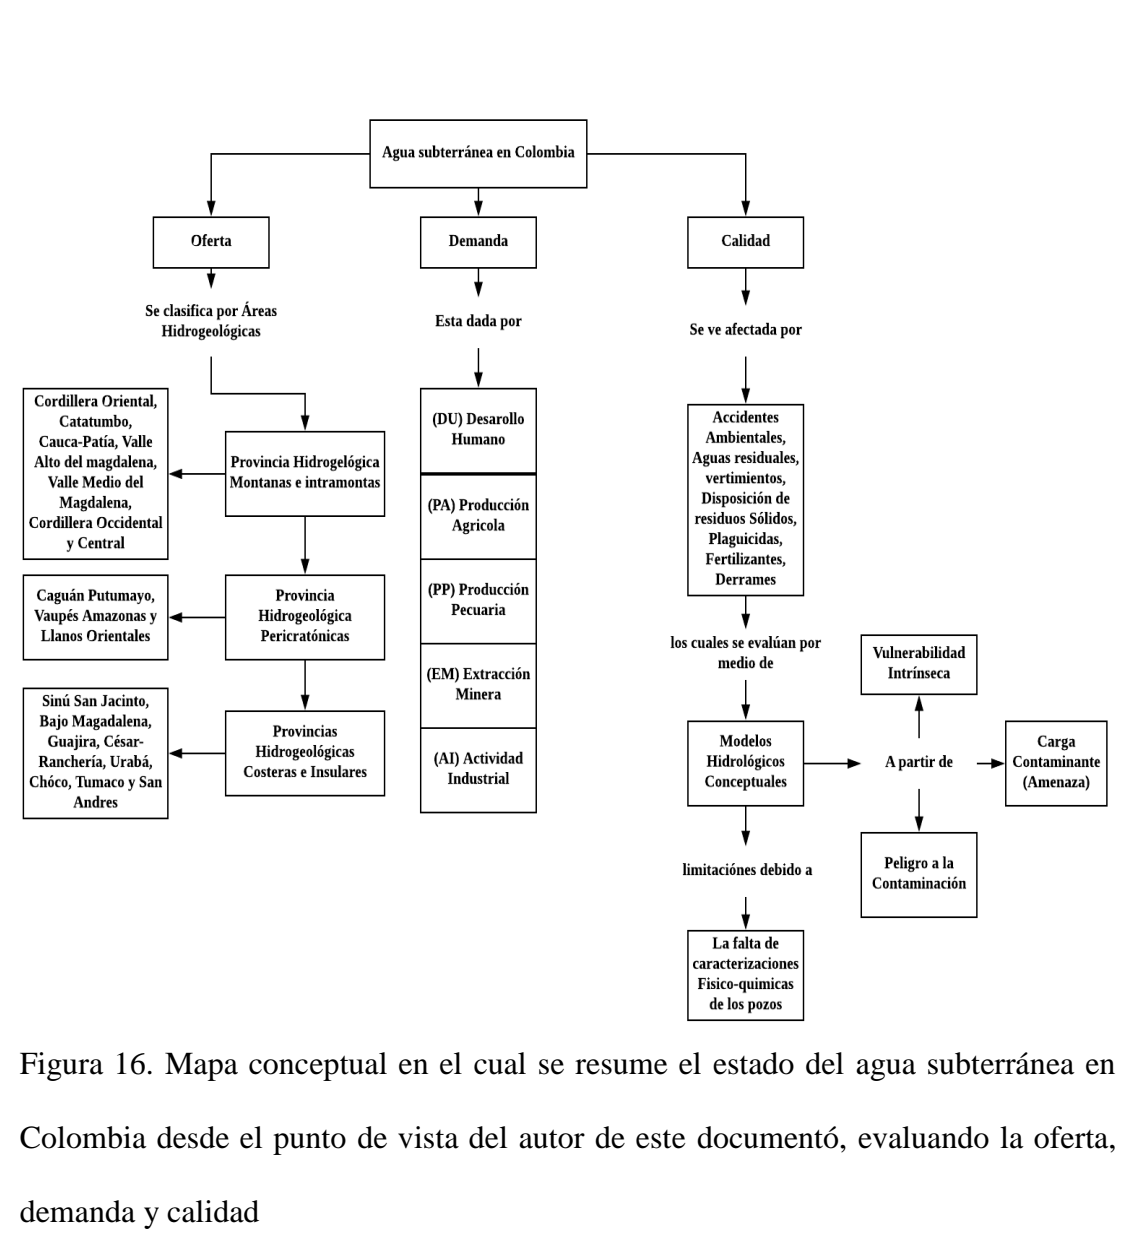 Agua subterránea en Colombia
Oferta
Demanda
Calidad
Se clasifica por Áreas
Hidrogeológicas
Esta dada por
Se ve afectada por
Cordillera Oriental,
Catatumbo,
Cauca-Patía, Valle
Alto del magdalena,
Valle Medio del
Magdalena,
Cordillera Occidental
y Central
Provincia Hidrogelógica
Montanas e intramontas
Caguán Putumayo,
Vaupés Amazonas y
Llanos Orientales
Provincia
Hidrogeológica
Pericratónicas
Sinú San Jacinto,
Bajo Magadalena,
Guajira, César-
Ranchería, Urabá,
Chóco, Tumaco y San
Andres
Provincias
Hidrogeológicas
Costeras e Insulares
(DU) Desarollo
Humano
(PA) Producción
Agricola
(PP) Producción
Pecuaria
(EM) Extracción
Minera
(AI) Actividad
Industrial
Accidentes
Ambientales,
Aguas residuales,
vertimientos,
Disposición de
residuos Sólidos,
Plaguicidas,
Fertilizantes,
Derrames
los cuales se evalúan por
medio de
Modelos
Hidrológicos
Conceptuales
A partir de
Vulnerabilidad
Intrínseca
Carga
Contaminante
(Amenaza)
Peligro a la
Contaminación
limitaciónes debido a
La falta de
caracterizaciones
Fisico-quimicas
de los pozos
Figura 16. Mapa conceptual en el cual se resume el estado del agua subterránea en
Colombia desde el punto de vista del autor de este documentó, evaluando la oferta,
demanda y calidad